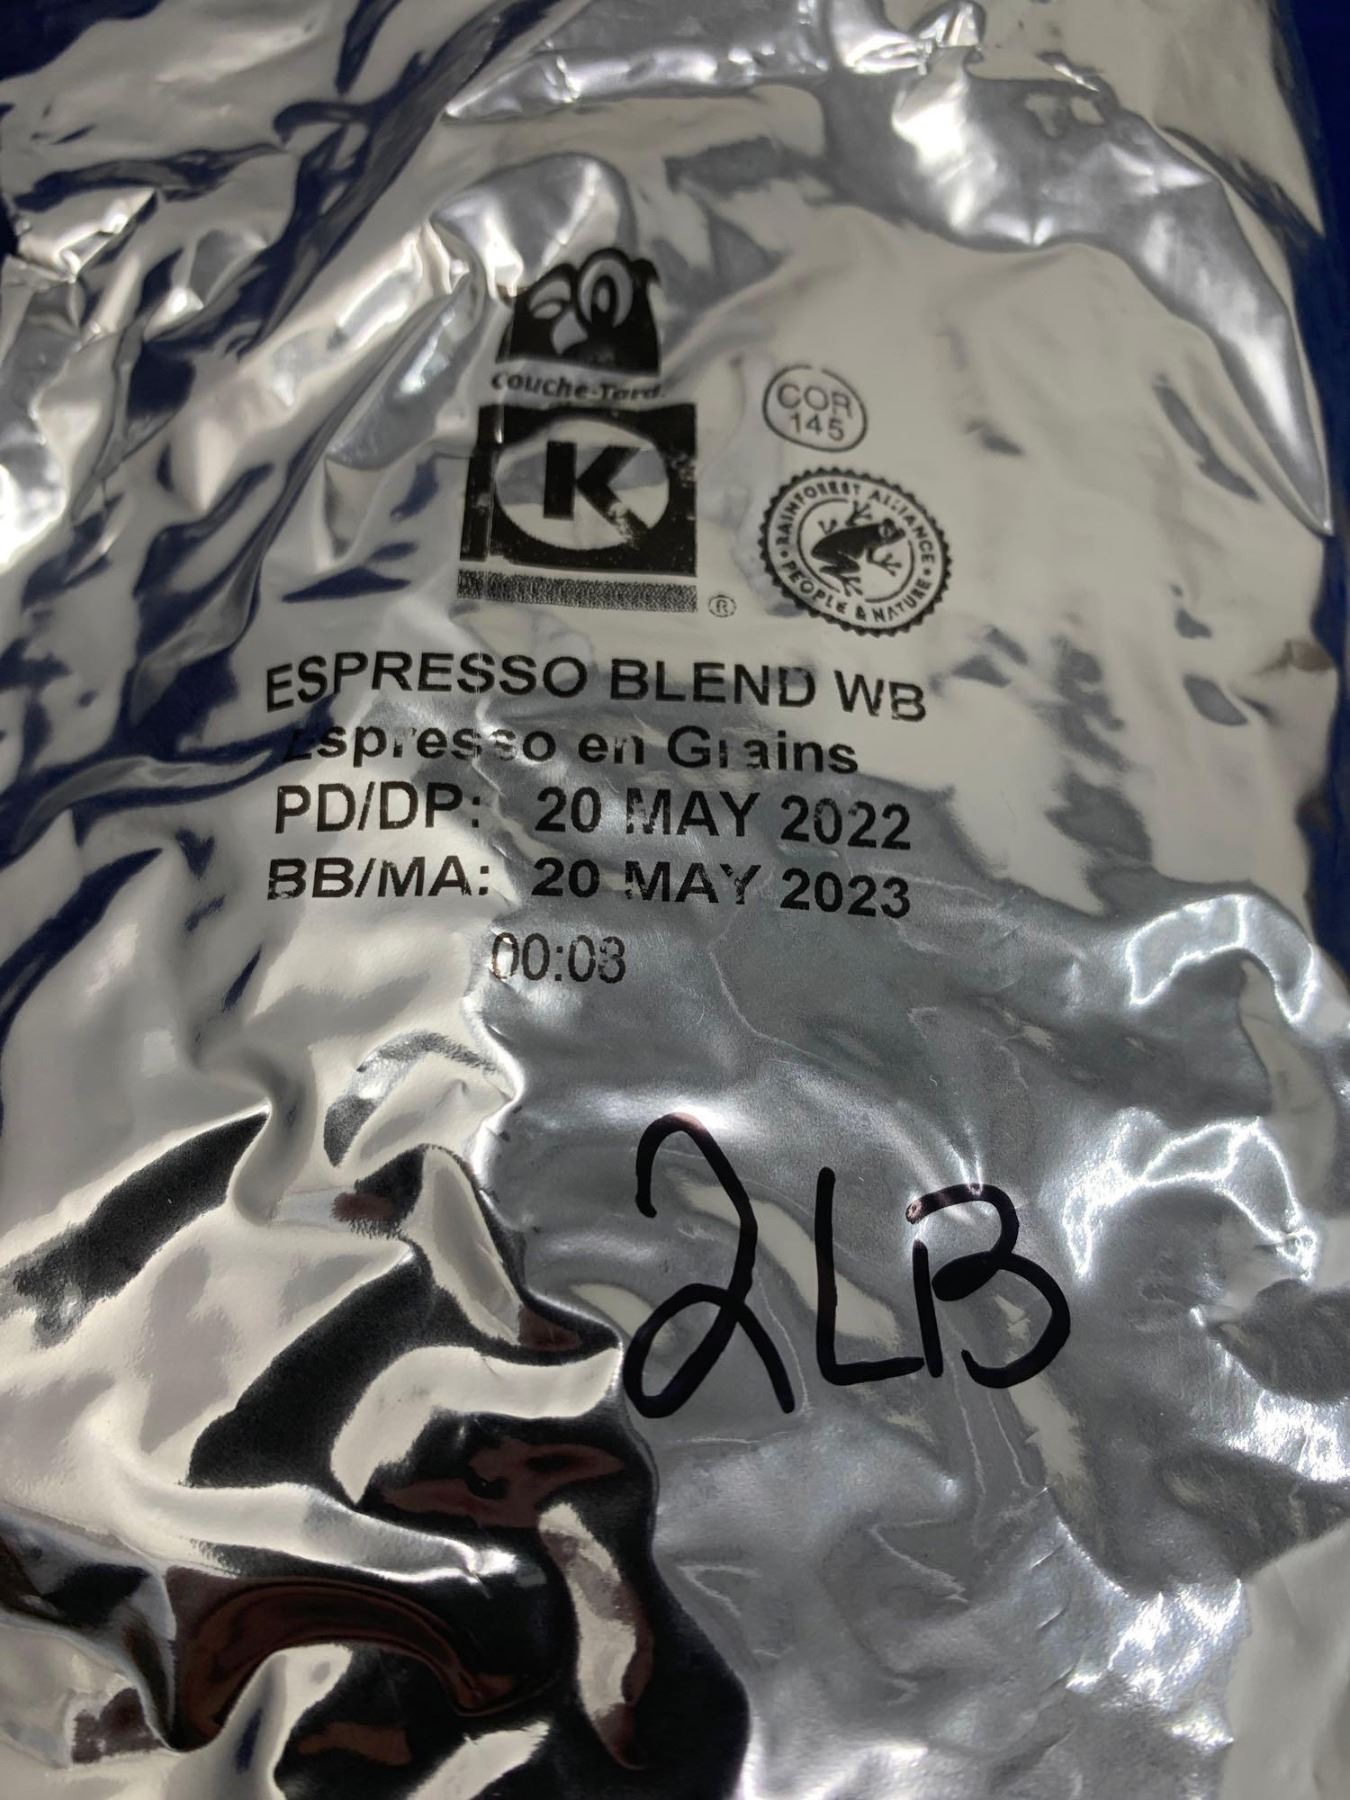 Couche-Tard.
K
®
COR
145
RAINFOREST ALLIANCE
PEOPLE & NATURE
ESPRESSO BLEND WB
Espresso en Grains
PD/DP: 20 MAY 2022
BB/MA: 20 MAY 2023
00:08
2LB